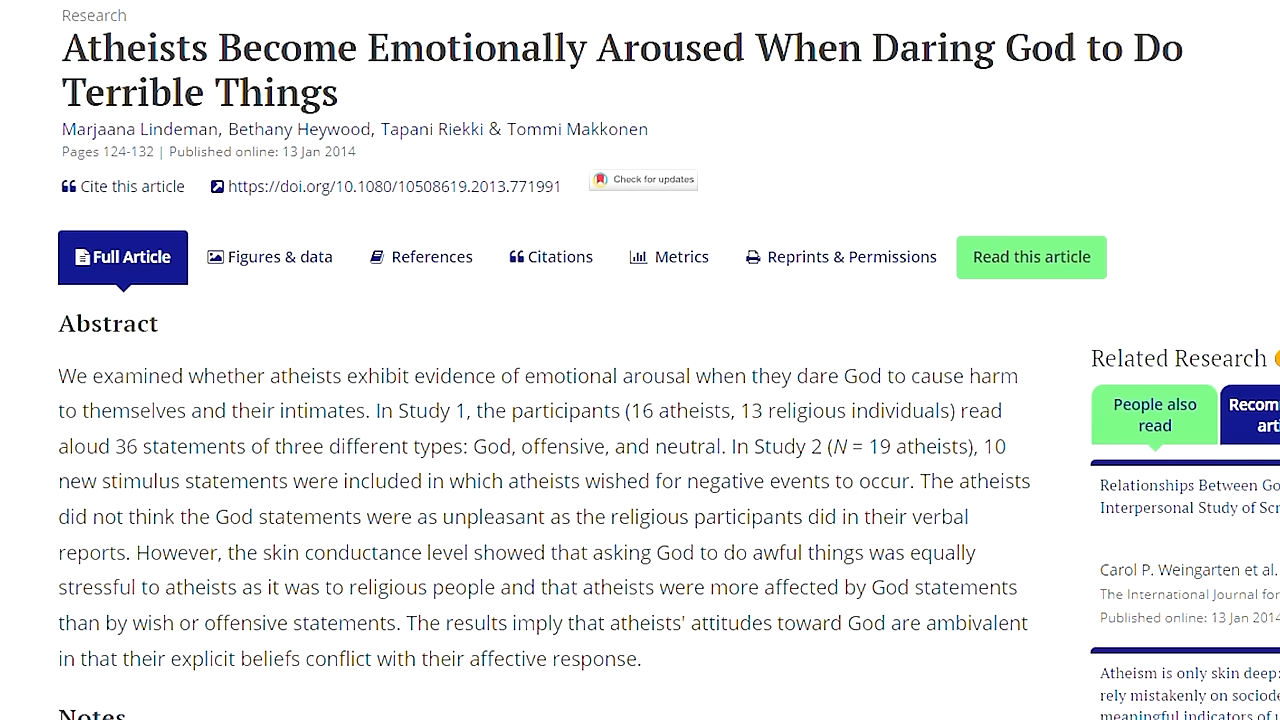 Research
Atheists Become Emotionally Aroused When Daring God to Do
Terrible Things
Marjaana Lindeman, Bethany Heywood, Tapani Riekki & Tommi Makkonen
Pages 124-132 | Published online: 13 Jan 2014
Cite this article https://doi.org/10.1080/10508619.2013.771991 Check for updates
Full Article Figures & data References Citations Metrics Reprints & Permissions Read this article
Abstract
We examined whether atheists exhibit evidence of emotional arousal when they dare God to cause harm
to themselves and their intimates. In Study 1, the participants (16 atheists, 13 religious individuals) read
aloud 36 statements of three different types: God, offensive, and neutral. In Study 2 (N = 19 atheists), 10
new stimulus statements were included in which atheists wished for negative events to occur. The atheists
did not think the God statements were as unpleasant as the religious participants did in their verbal
reports. However, the skin conductance level showed that asking God to do awful things was equally
stressful to atheists as it was to religious people and that atheists were more affected by God statements
than by wish or offensive statements. The results imply that atheists' attitudes toward God are ambivalent
in that their explicit beliefs conflict with their affective response.
Notes
Related Research
People also
read
Recom
art
Relationships Between Go
Interpersonal Study of Scr
Carol P. Weingarten et al.
The International Journal for
Published online: 13 Jan 2014
Atheism is only skin deep:
rely mistakenly on sociode
meaningful indicators of